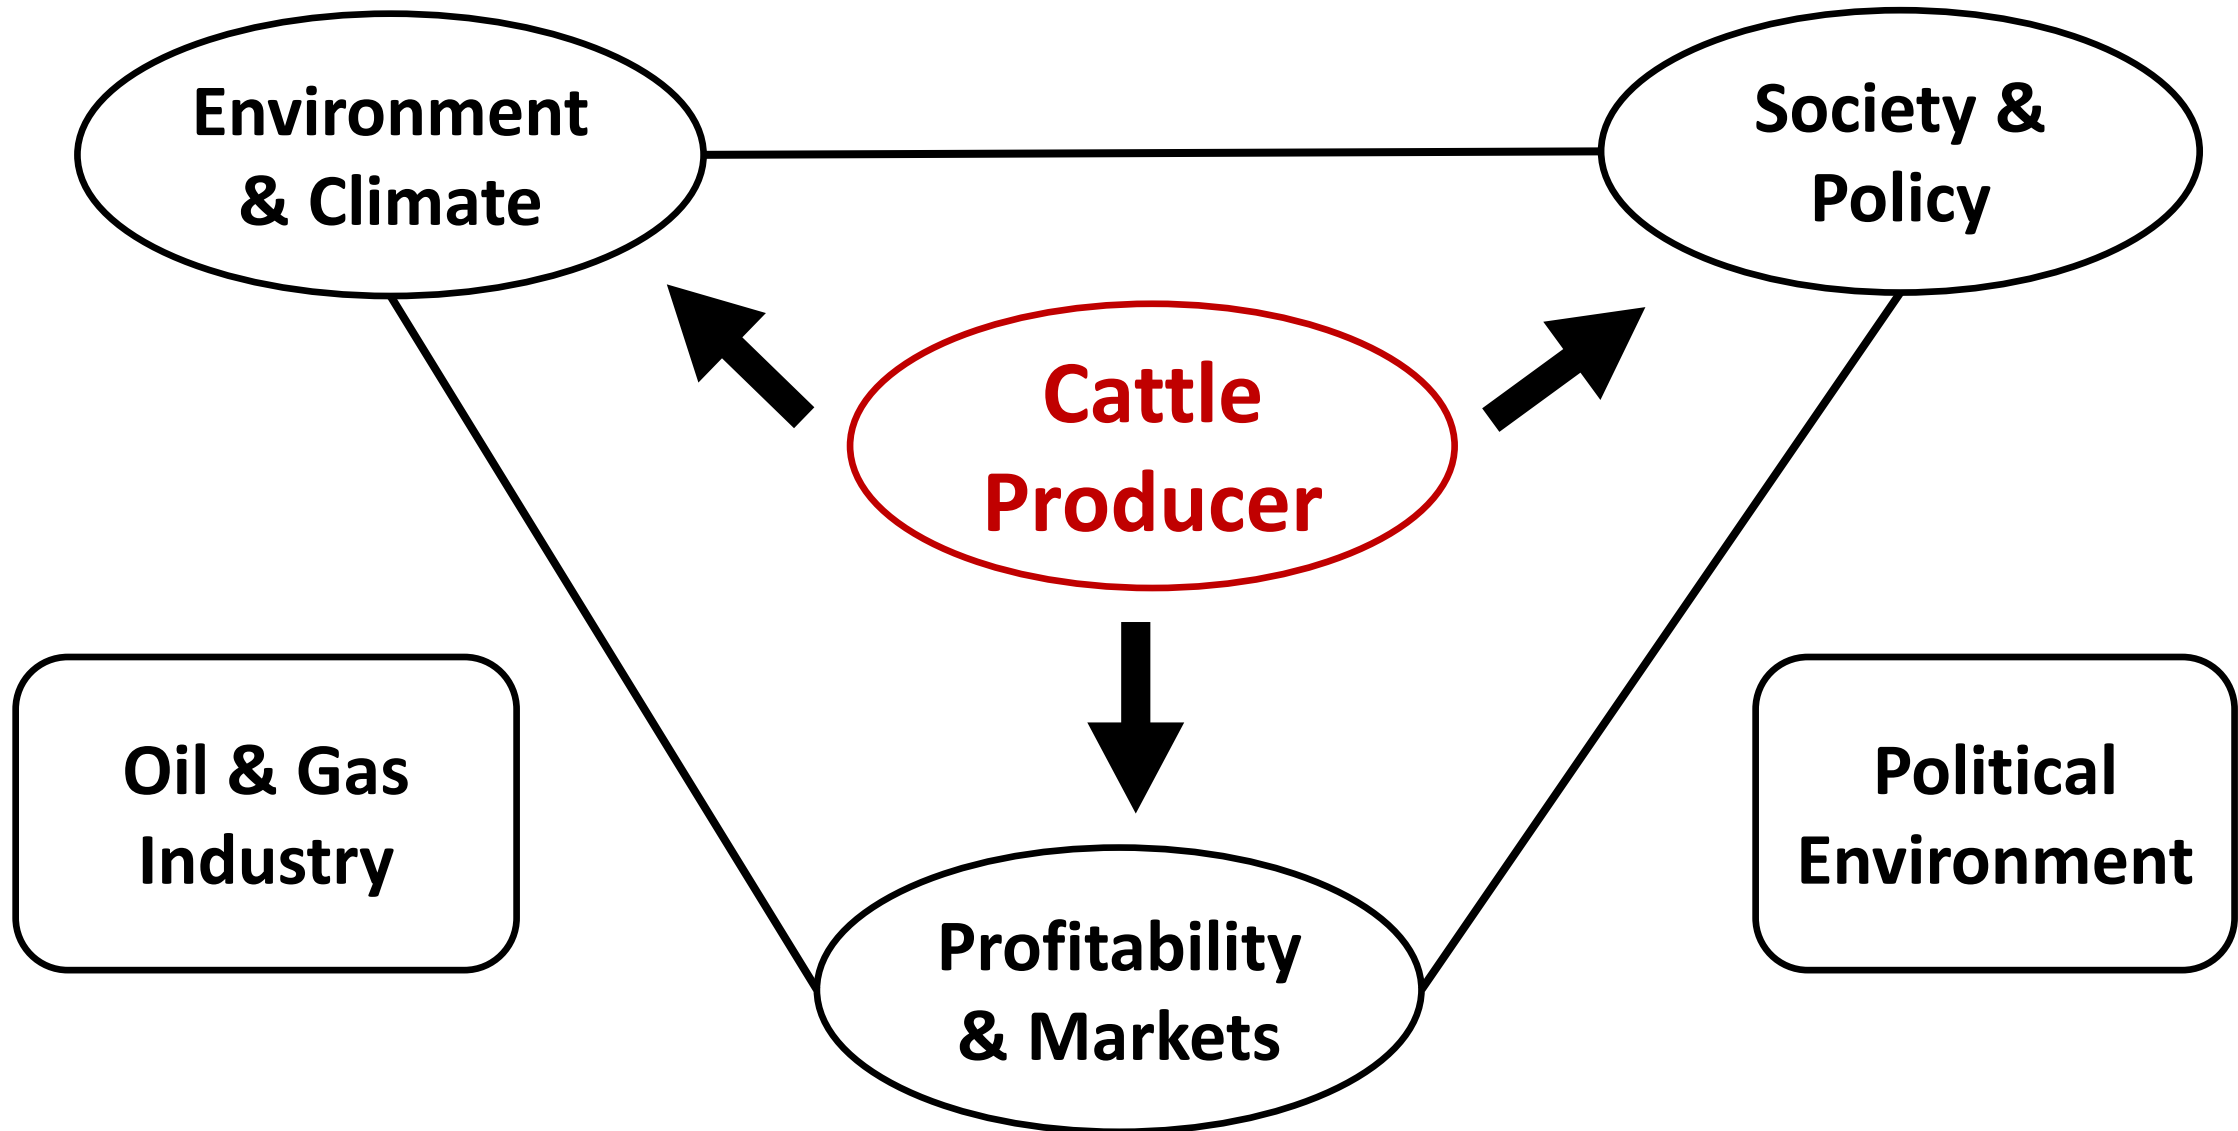 Environment
& Climate
Society &
Policy
Cattle
Producer
Oil & Gas
Industry
Political
Environment
Profitability
& Markets